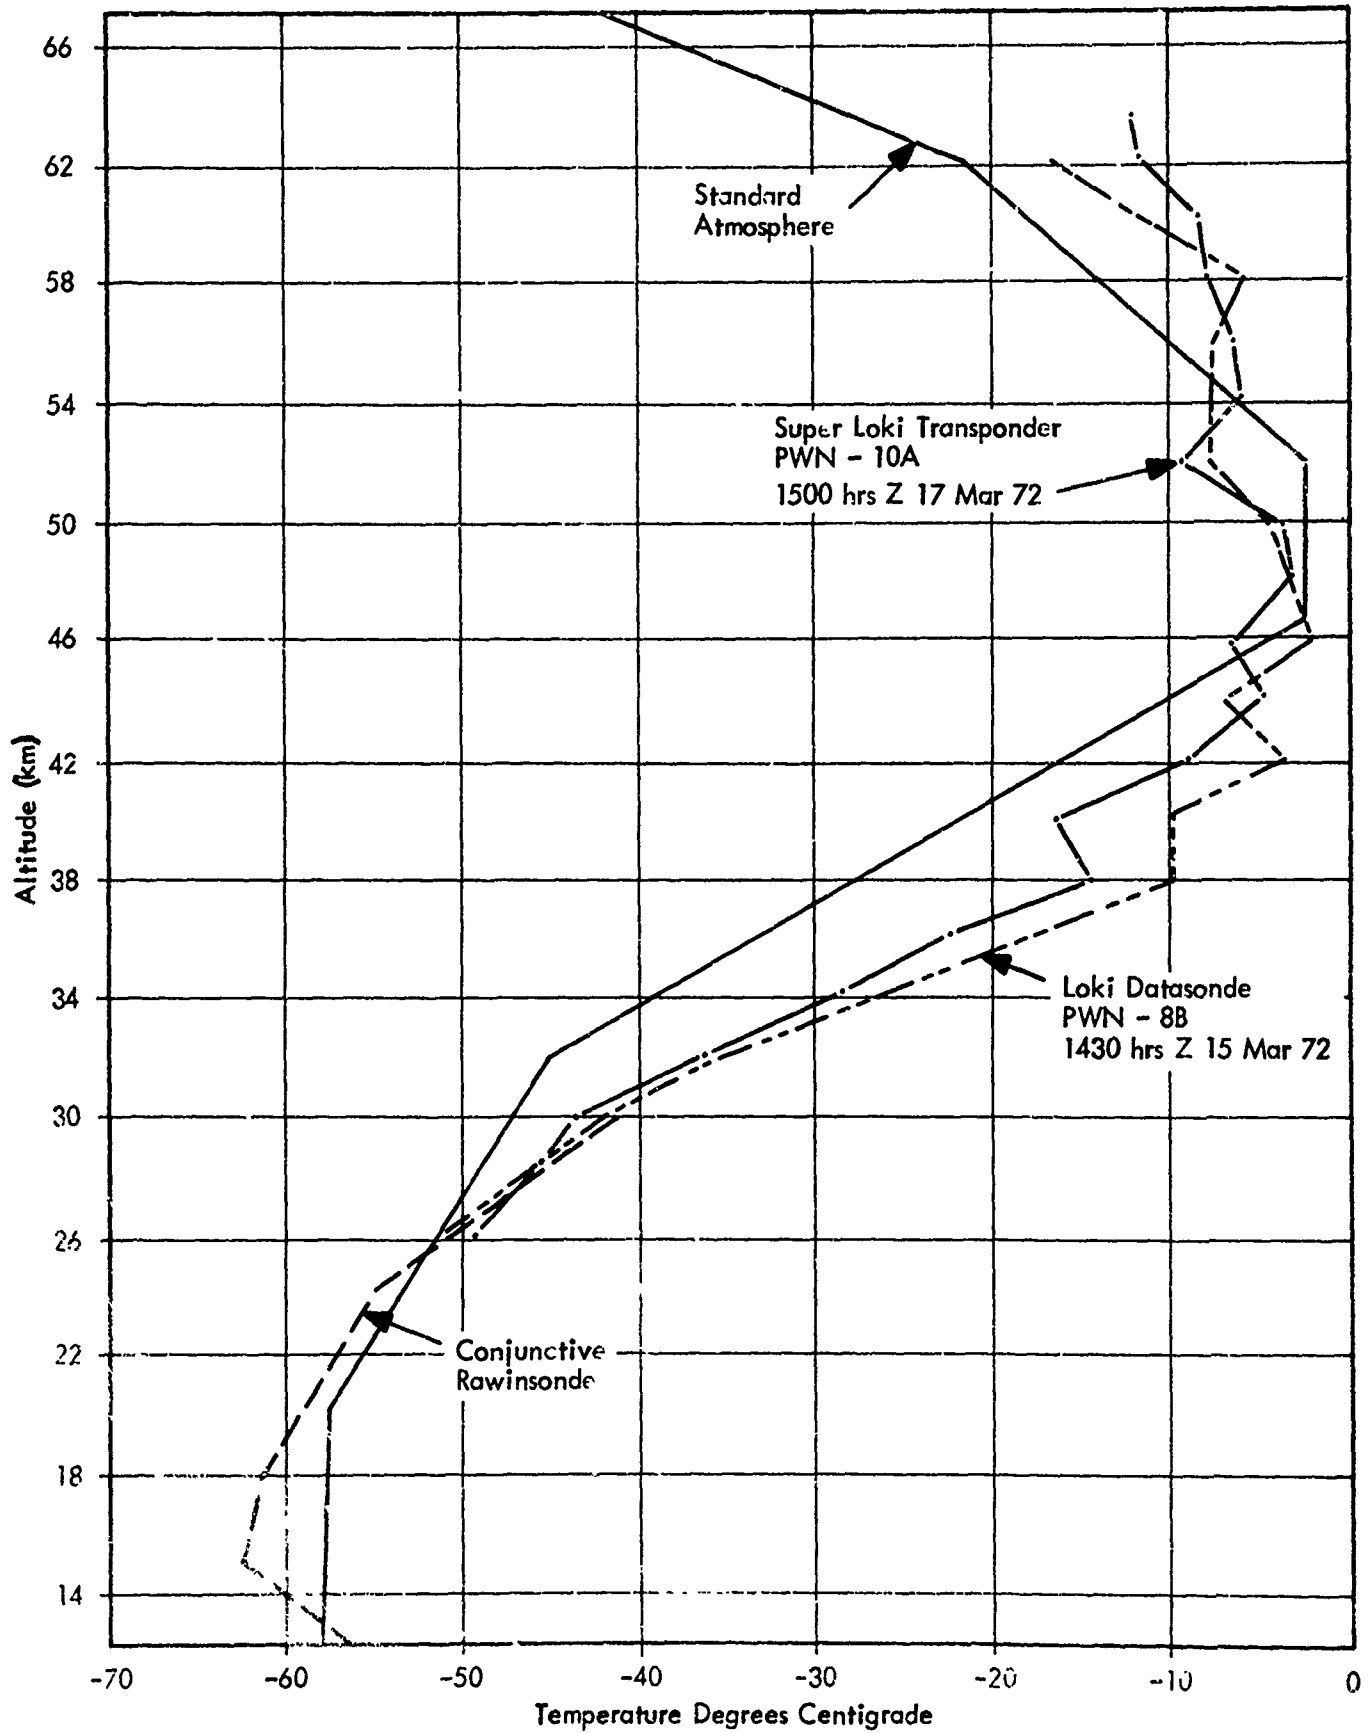 66
62
58
54
50
46
42
38
34
30
26
22
18
14
Altitude (km)
Standard
Atmosphere
Super Loki Transponder
PWN - 10A
1500 hrs Z 17 Mar 72
Loki Datasonde
PWN - 8B
1430 hrs Z 15 Mar 72
Conjunctive
Rawinsonde
-70
-60
-50
-40
-30
-20
-10
0
Temperature Degrees Centigrade